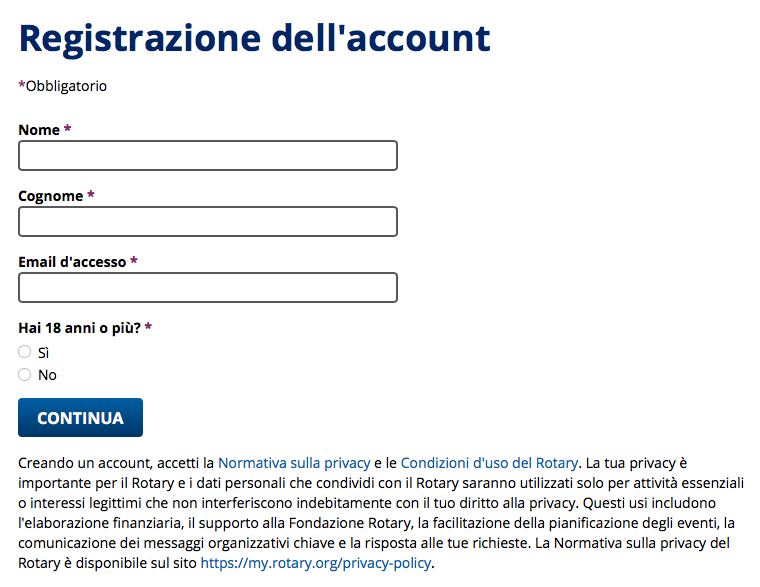 Registrazione dell'account
*Obbligatorio
Nome *
Cognome *
Email d'accesso *
Hai 18 anni o più? *
Sì
No
CONTINUA
Creando un account, accetti la Normativa sulla privacy e le Condizioni d'uso del Rotary. La tua privacy è
importante per il Rotary e i dati personali che condividi con il Rotary saranno utilizzati solo per attività essenziali
o interessi legittimi che non interferiscono indebitamente con il tuo diritto alla privacy. Questi usi includono
l'elaborazione finanziaria, il supporto alla Fondazione Rotary, la facilitazione della pianificazione degli eventi, la
comunicazione dei messaggi organizzativi chiave e la risposta alle tue richieste. La Normativa sulla privacy del
Rotary è disponibile sul sito https://my.rotary.org/privacy-policy.